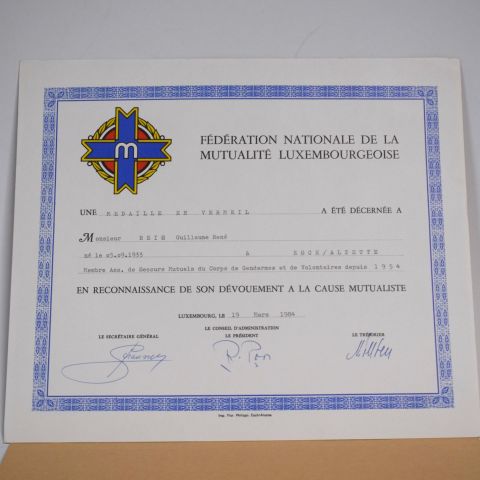 m
FÉDÉRATION NATIONALE DE LA
MUTUALITÉ LUXEMBOURGEOISE
UNE MEDAILLE EN VERMEIL A ÉTÉ DÉCERNÉE A
Monsieur Guillaume René
né le 05.09.1933 à ESCH/ALZETTE
Membre Ass. de Secours Mutuels du Corps de Gendarmes et de Volontaires depuis 1954
EN RECONNAISSANCE DE SON DÉVOUEMENT A LA CAUSE MUTUALISTE
LUXEMBOURG, LE 19 Mars 1984
LE CONSEIL D'ADMINISTRATION
LE SECRÉTAIRE GÉNÉRAL LE PRÉSIDENT LE TRÉSORIER